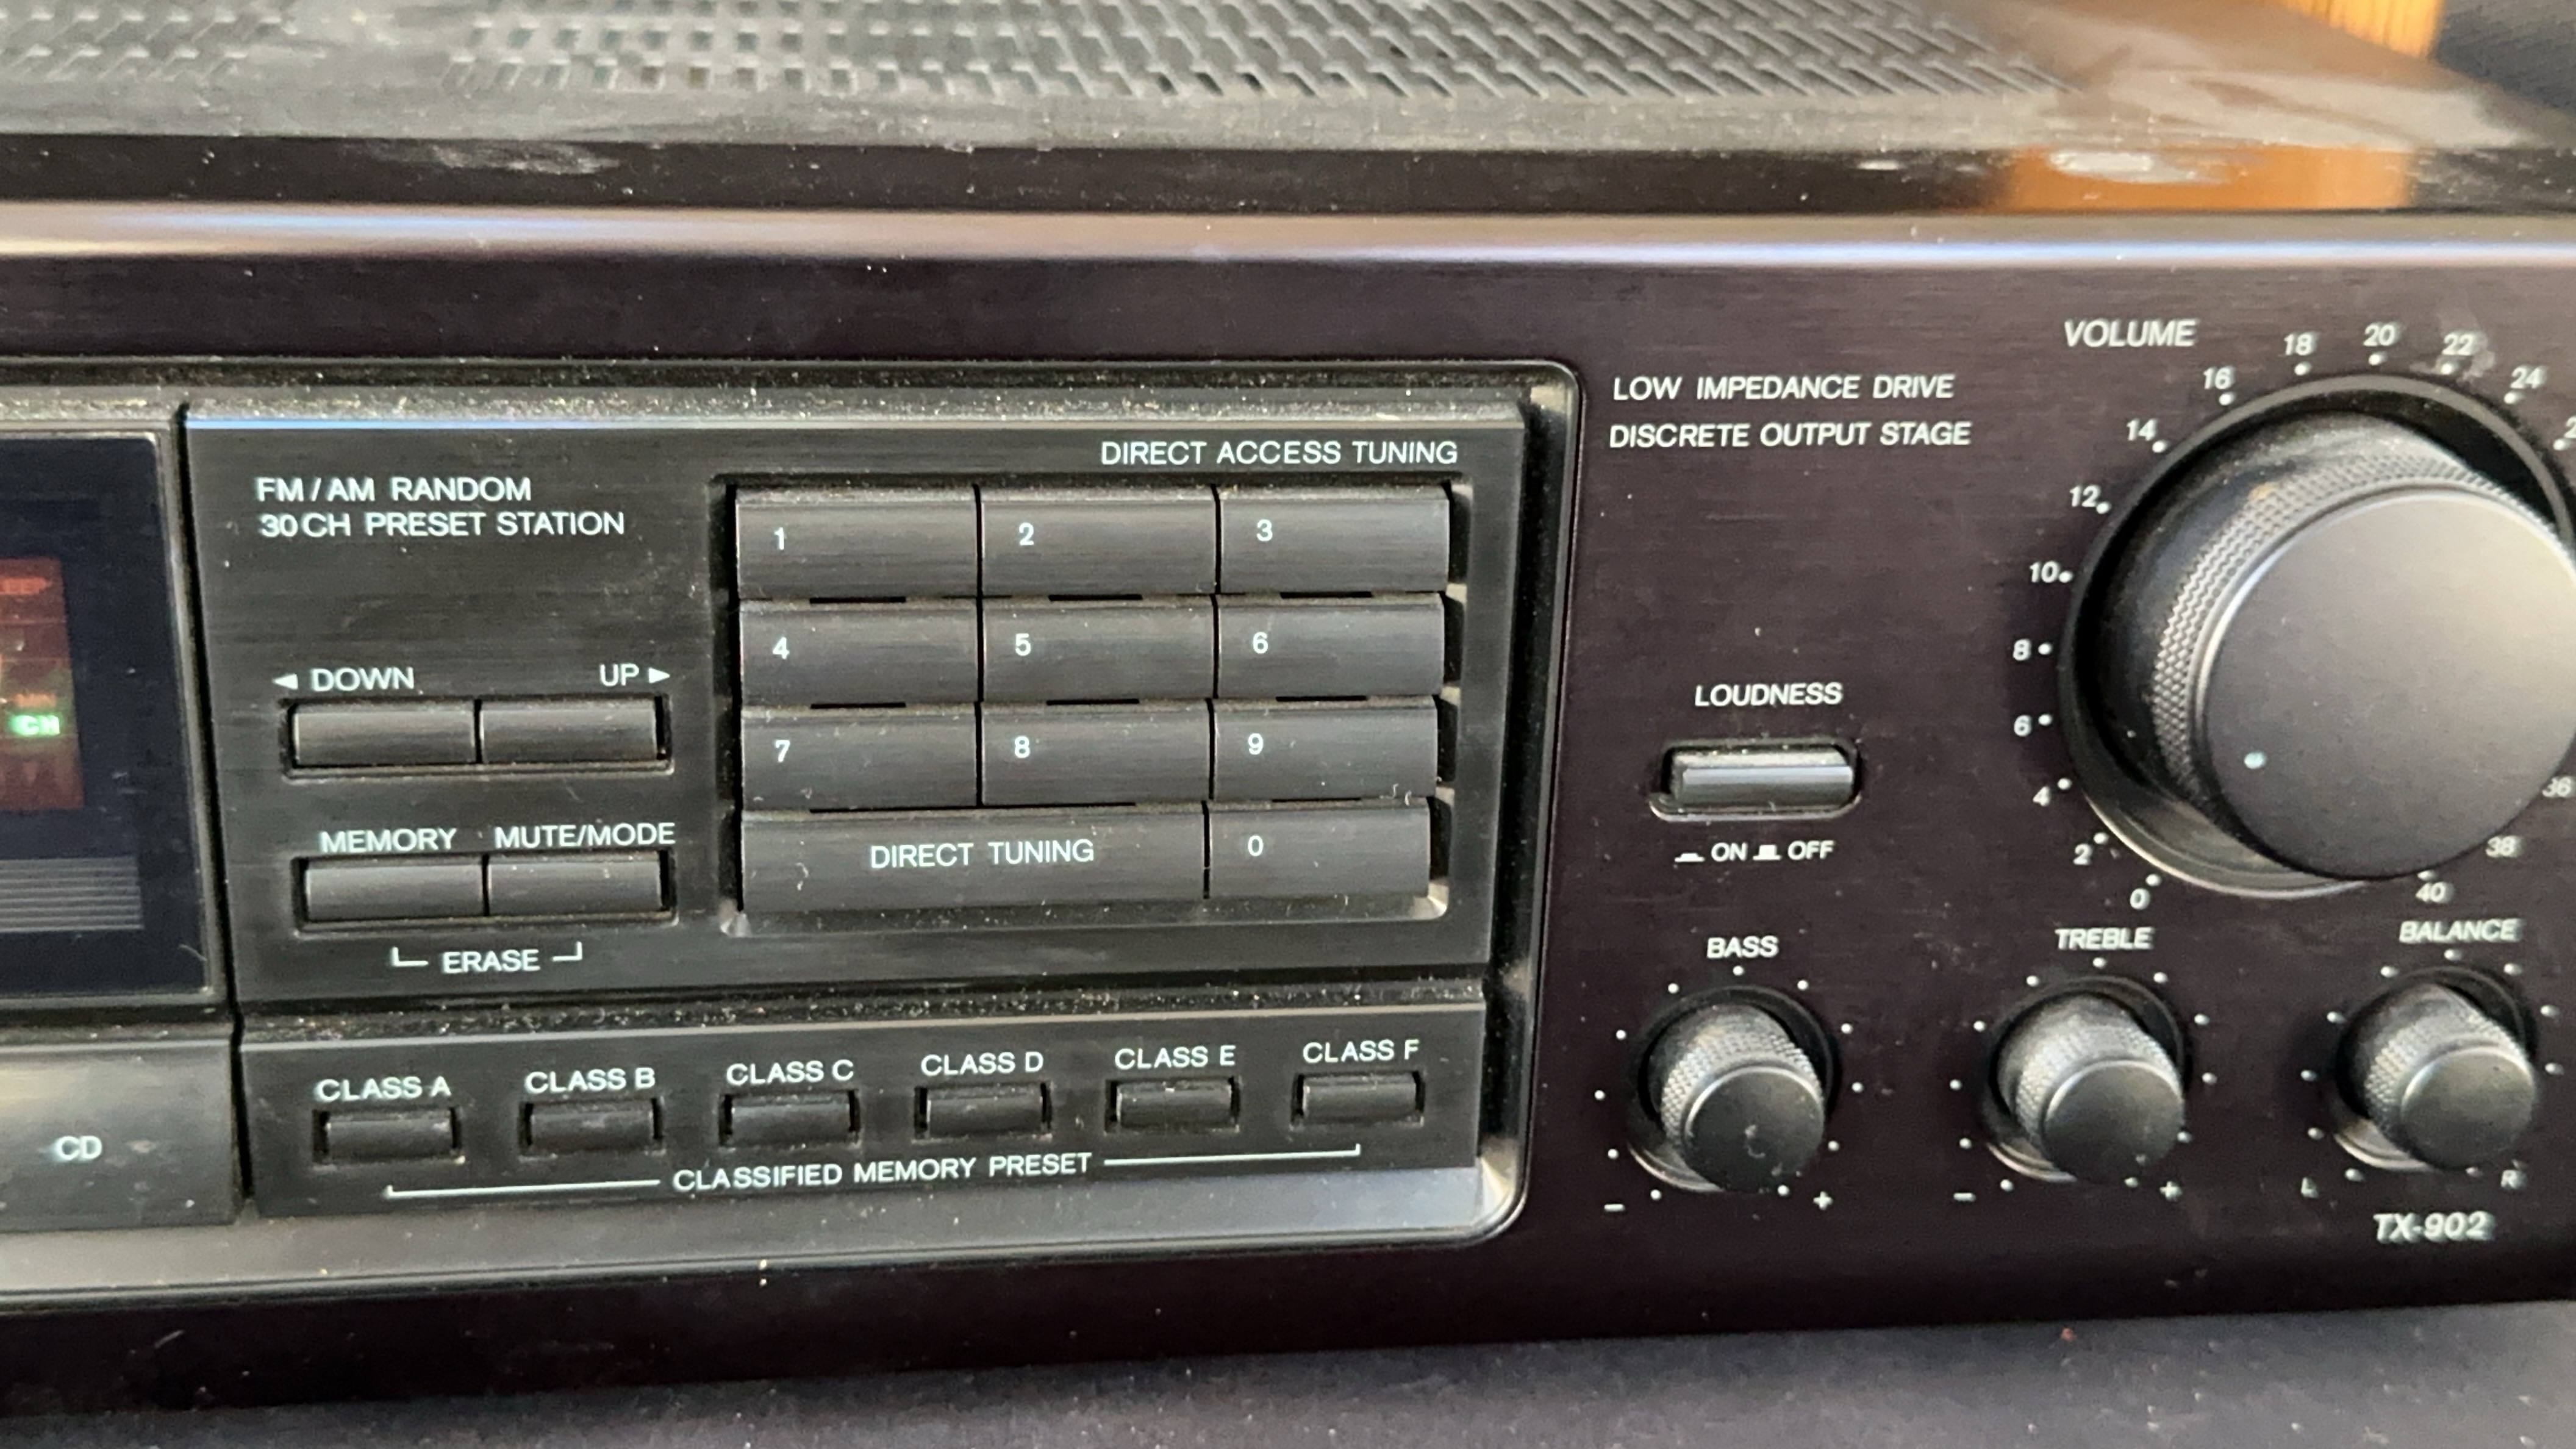 VOLUME
0
2
4
6
8
10
12
14
16
18
20
22
24
36
38
40
LOW IMPEDANCE DRIVE
DISCRETE OUTPUT STAGE
DIRECT ACCESS TUNING
FM / AM RANDOM
30 CH PRESET STATION
1 2 3
4 5 6
7 8 9
DIRECT TUNING 0
◄ DOWN UP ►
MEMORY MUTE/MODE
ERASE
LOUDNESS
ON OFF
BASS
- +
TREBLE
- +
BALANCE
L R
CH
CD
CLASS A CLASS B CLASS C CLASS D CLASS E CLASS F
CLASSIFIED MEMORY PRESET
TX-902